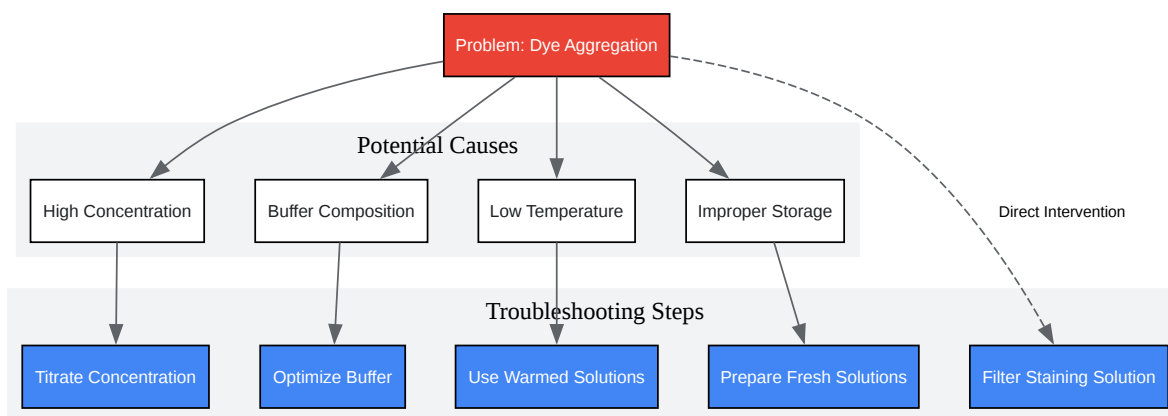 Problem: Dye Aggregation
Potential Causes
High Concentration
Buffer Composition
Low Temperature
Improper Storage
Direct Intervention
Troubleshooting Steps
Titrate Concentration
Optimize Buffer
Use Warmed Solutions
Prepare Fresh Solutions
Filter Staining Solution